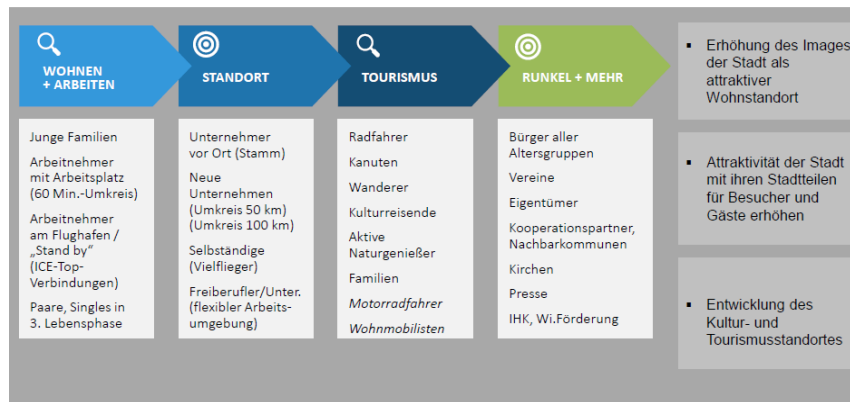 WOHNEN
+ ARBEITEN
STANDORT
TOURISMUS
RUNKEL + MEHR
Junge Familien
Arbeitnehmer
mit Arbeitsplatz
(60 Min.-Umkreis)
Arbeitnehmer
am Flughafen /
„Stand by“
(ICE-Top-
Verbindungen)
Paare, Singles in
3. Lebensphase
Unternehmer
vor Ort (Stamm)
Neue
Unternehmen
(Umkreis 50 km)
(Umkreis 100 km)
Selbständige
(Vielflieger)
Freiberufler/Unter.
(flexibler Arbeits-
umgebung)
Radfahrer
Kanuten
Wanderer
Kulturreisende
Aktive
Naturgenießer
Familien
Motorradfahrer
Wohnmobilisten
Bürger aller
Altersgruppen
Vereine
Eigentümer
Kooperationspartner,
Nachbarkommunen
Kirchen
Presse
IHK, Wi.Förderung
▪ Erhöhung des Images
der Stadt als
attraktiver
Wohnstandort
▪ Attraktivität der Stadt
mit ihren Stadtteilen
für Besucher und
Gäste erhöhen
▪ Entwicklung des
Kultur- und
Tourismusstandortes